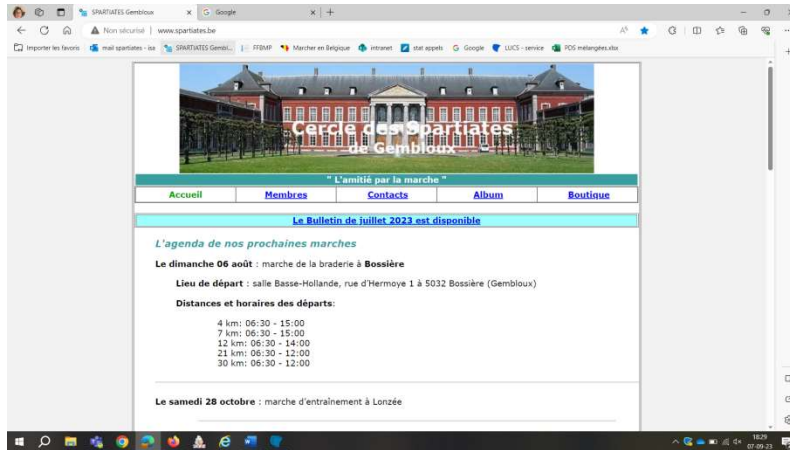 SPARTIATES Gembloux
Google
Non sécurisé | www.spartiates.be
Importer les favoris
mail spartiates - iss
SPARTIATES Gembl...
FFBMP
Marcher en Belgique
intranet
stat appels
Google
LUCS - service
PDS mélangées.xlsx
Cercle des Spartiates
de Gembloux
" L'amitié par la marche "
Accueil Membres Contacts Album Boutique
Le Bulletin de juillet 2023 est disponible
L'agenda de nos prochaines marches
Le dimanche 06 août : marche de la braderie à Bossière
Lieu de départ : salle Basse-Hollande, rue d'Hermoye 1 à 5032 Bossière (Gembloux)
Distances et horaires des départs:
4 km: 06:30 - 15:00
7 km: 06:30 - 15:00
12 km: 06:30 - 14:00
21 km: 06:30 - 12:00
30 km: 06:30 - 12:00
Le samedi 28 octobre : marche d'entraînement à Lonzée
18:29
07-09-23